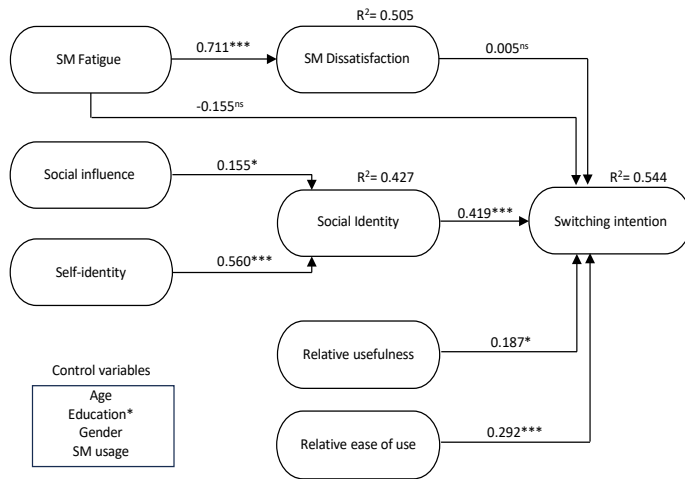 R²= 0.505
SM Fatigue
0.711***
SM Dissatisfaction
0.005ⁿˢ
-0.155ⁿˢ
Social influence
0.155*
R²= 0.427
R²= 0.544
Social Identity
0.419***
Switching intention
Self-identity
0.560***
Relative usefulness
0.187*
Control variables
Age
Education*
Gender
SM usage
Relative ease of use
0.292***